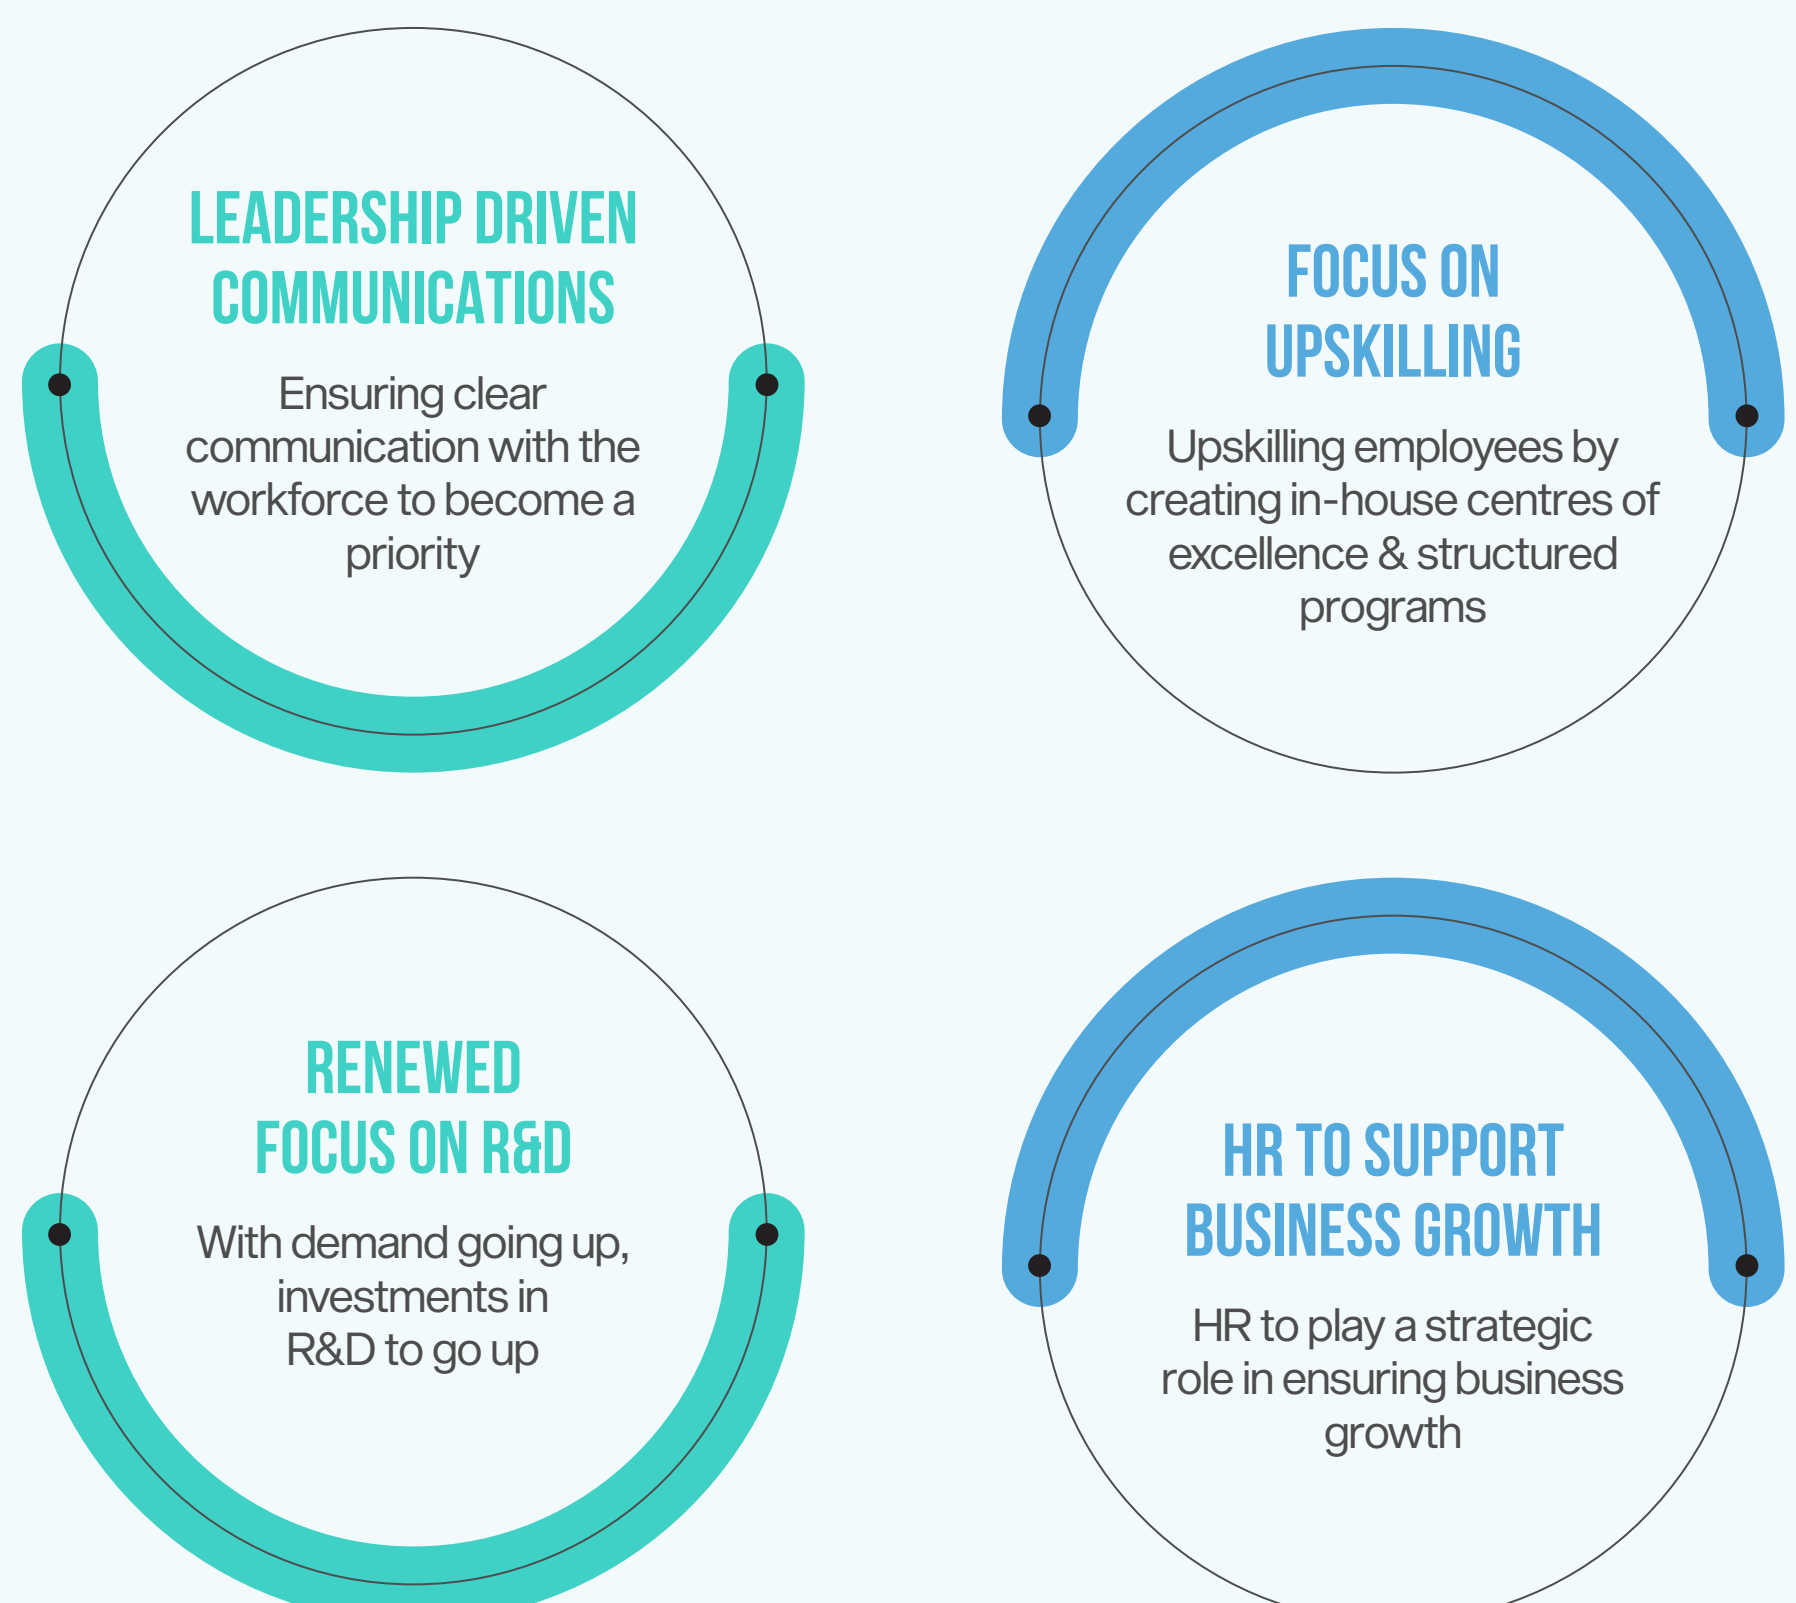 LEADERSHIP DRIVEN
COMMUNICATIONS
Ensuring clear
communication with the
workforce to become a
priority
FOCUS ON
UPSKILLING
Upskilling employees by
creating in-house centres of
excellence & structured
programs
RENEWED
FOCUS ON R&D
With demand going up,
investments in
R&D to go up
HR TO SUPPORT
BUSINESS GROWTH
HR to play a strategic
role in ensuring business
growth